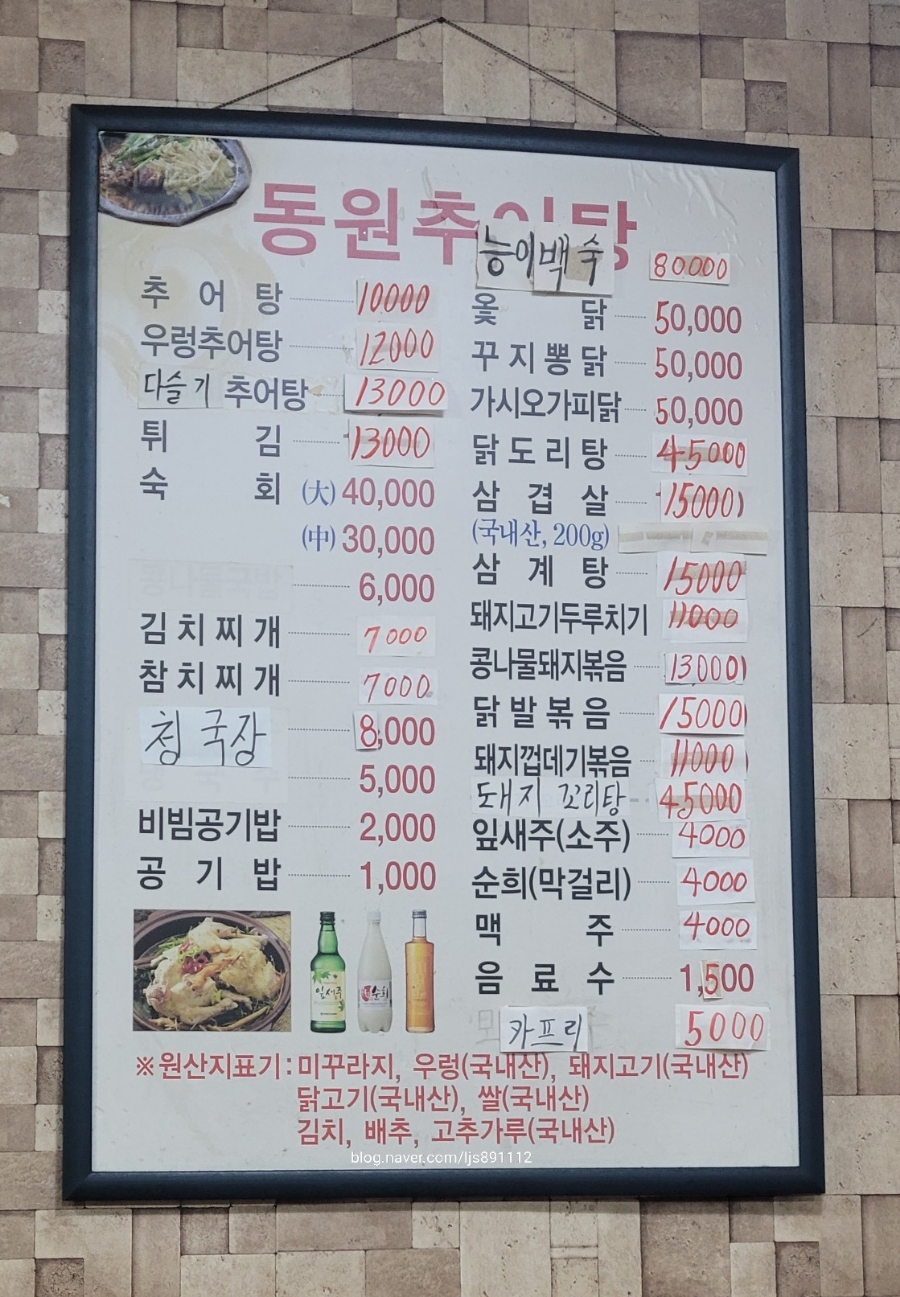 동원추어탕
추 어 탕 10000
우렁추어탕 12000
다슬기 추어탕 13000
튀 김 13000
숙 회 (大) 40,000
(中) 30,000
콩나물국밥 6,000
김치찌개 7000
참치찌개 7000
청국장 8,000
5,000
비빔공기밥 2,000
공 기 밥 1,000
능이백숙 80000
옻 닭 50,000
꾸지뽕닭 50,000
가시오가피닭 50,000
닭도리탕 45000
삼 겹 살 15000
(국내산, 200g)
삼 계 탕 15000
돼지고기두루치기 11000
콩나물돼지볶음 13000
닭발볶음 15000
돼지껍데기볶음 11000
돼지 꼬리탕 45000
잎새주(소주) 4000
순희(막걸리) 4000
맥 주 4000
음 료 수 1,500
카프리 5000
잎새주
순희
※원산지표기:미꾸라지, 우렁(국내산), 돼지고기(국내산)
닭고기(국내산), 쌀(국내산)
김치, 배추, 고추가루(국내산)
blog.naver.com/ljs891112